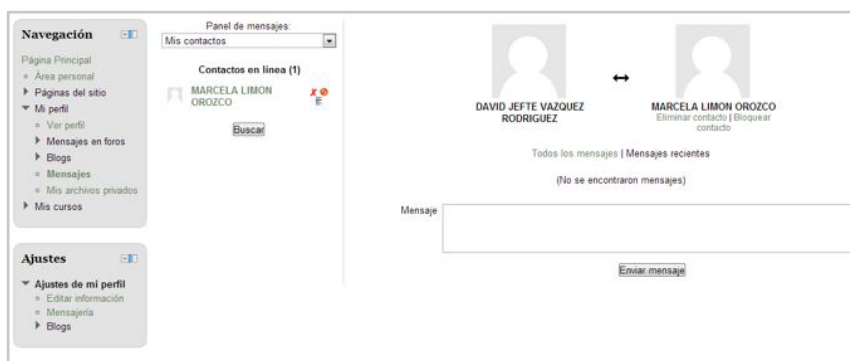 Navegación
Página Principal
Área personal
Páginas del sitio
Mi perfil
Ver perfil
Mensajes en foros
Blogs
Mensajes
Mis archivos privados
Mis cursos
Ajustes
Ajustes de mi perfil
Editar información
Mensajería
Blogs
Panel de mensajes:
Mis contactos
Contactos en línea (1)
MARCELA LIMON
OROZCO
Buscar
DAVID JEFTE VAZQUEZ
RODRIGUEZ
MARCELA LIMON OROZCO
Eliminar contacto | Bloquear
contacto
Todos los mensajes | Mensajes recientes
(No se encontraron mensajes)
Mensaje
Enviar mensaje